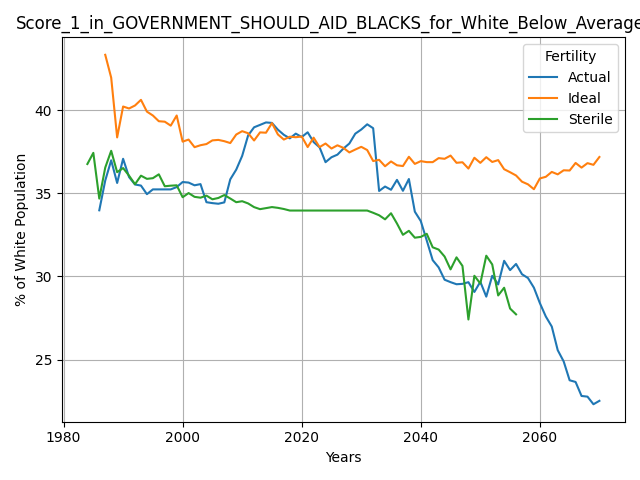 Score_1_in_GOVERNMENT_SHOULD_AID_BLACKS_for_White_Below_Average
Fertility
Actual
Ideal
Sterile
% of White Population
40
35
30
25
1980
2000
2020
2040
2060
Years